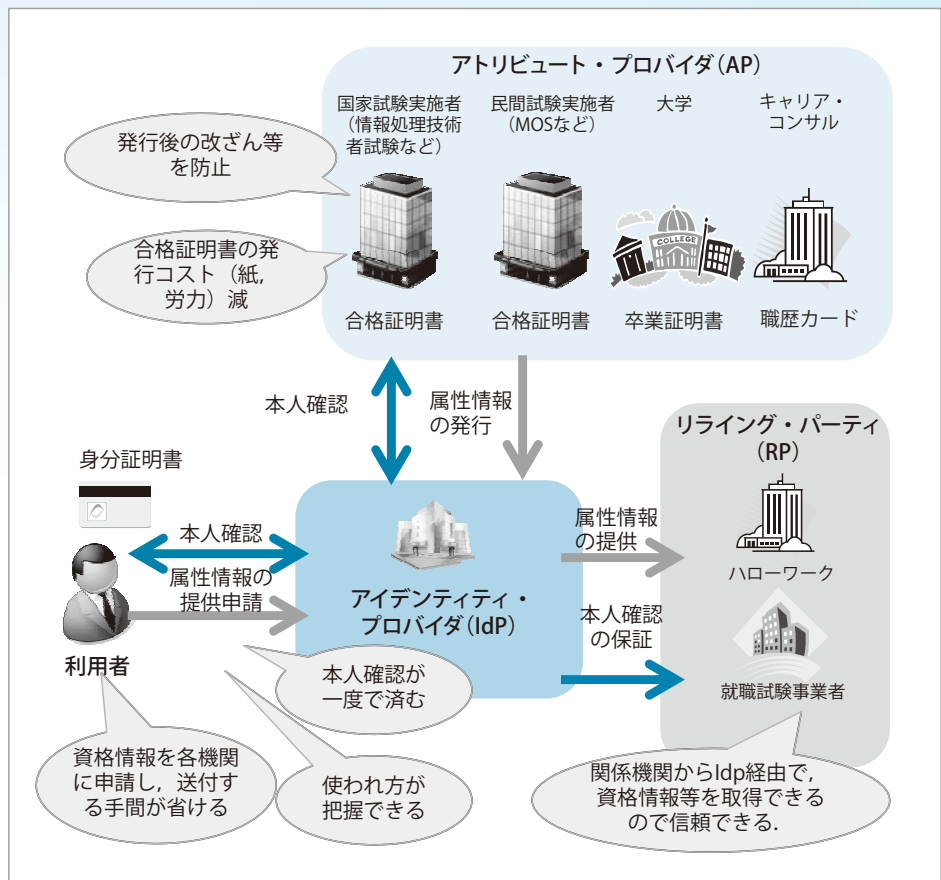 アトリビュート・プロバイダ(AP)
国家試験実施者
（情報処理技術
者試験など）
民間試験実施者
（MOSなど）
大学
キャリア・
コンサル
発行後の改ざん等
を防止
合格証明書の発
行コスト（紙，
労力）減
COLLEGE
合格証明書
合格証明書
卒業証明書
職歴カード
本人確認
属性情報
の発行
リライング・パーティ
(RP)
身分証明書
本人確認
属性情報の
提供申請
利用者
アイデンティティ・
プロバイダ(IdP)
属性情報
の提供
ハローワーク
本人確認
の保証
就職試験事業者
本人確認が
一度で済む
資格情報を各機関
に申請し，送付す
る手間が省ける
使われ方が
把握できる
関係機関からIdp経由で，
資格情報等を取得できる
ので信頼できる．